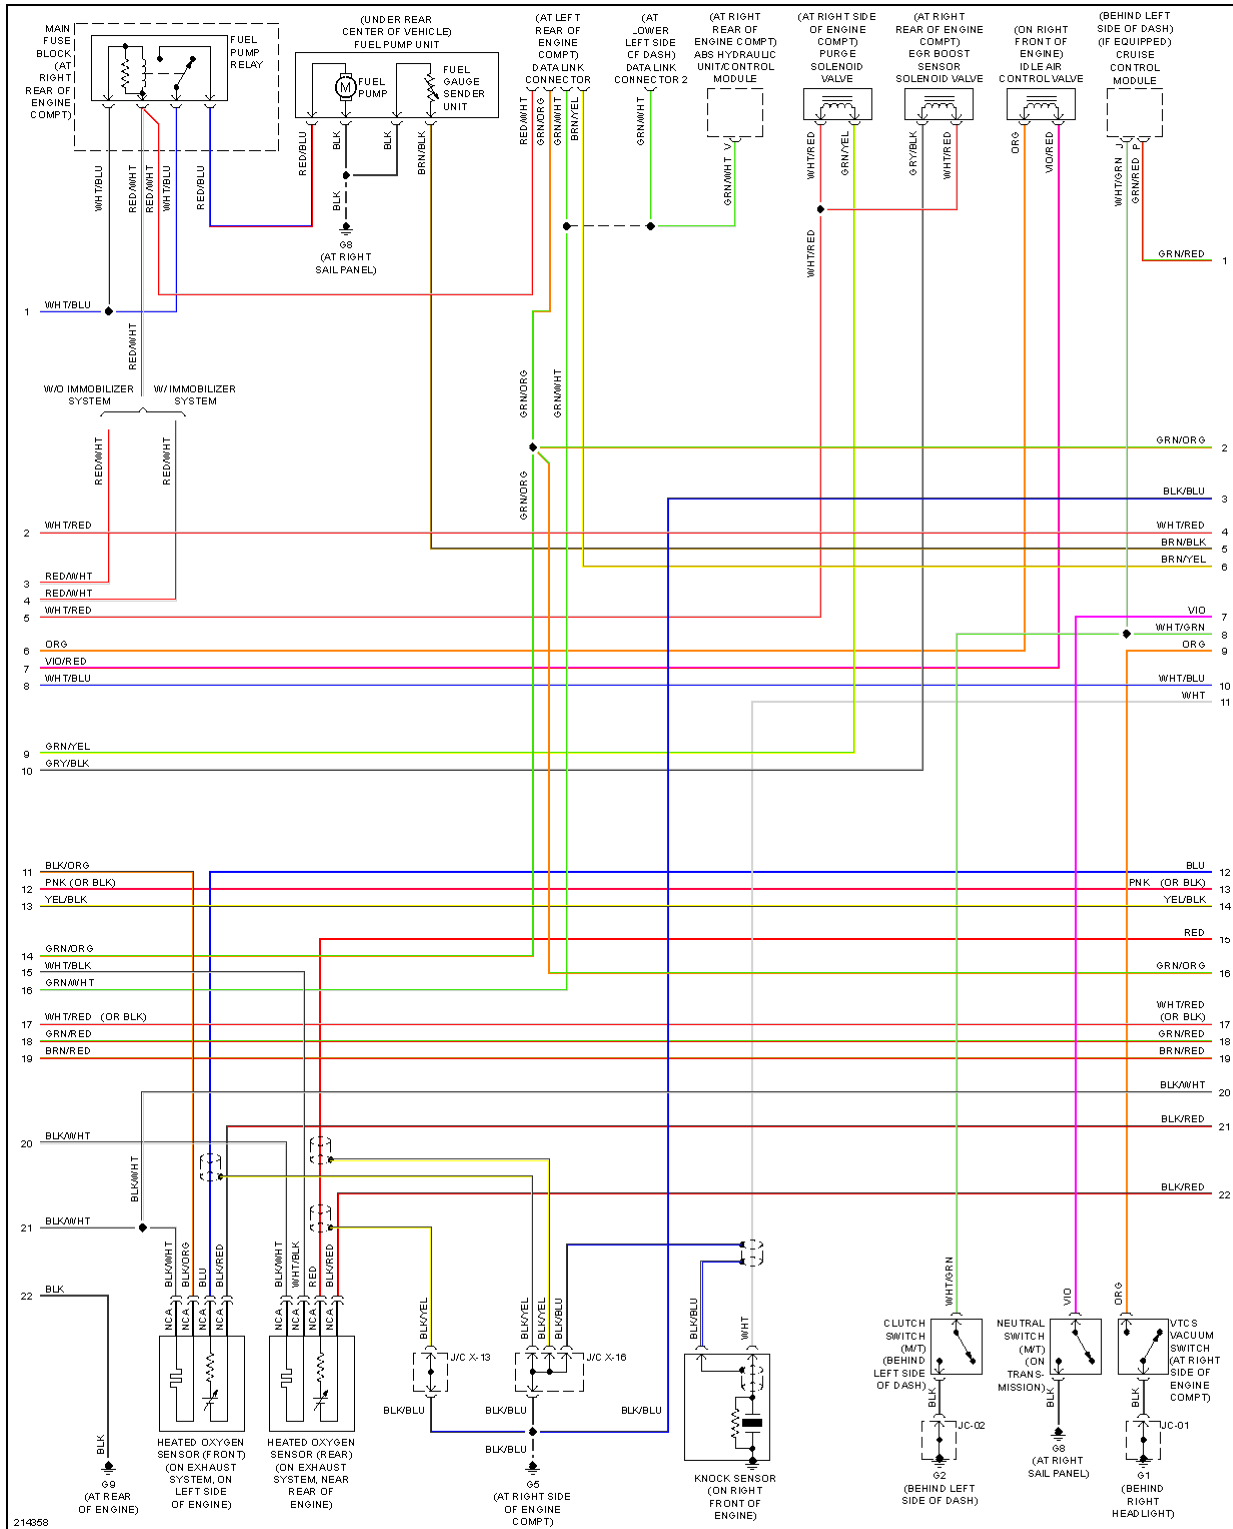 MAIN
FUSE
BLOCK
(AT
RIGHT
REAR OF
ENGINE
COMPT)
FUEL
PUMP
RELAY
(UNDER REAR
CENTER OF VEHICLE)
FUEL PUMP UNIT
M
FUEL
PUMP
FUEL
GAUGE
SENDER
UNIT
(AT LEFT
REAR OF
ENGINE
COMPT)
DATA LINK
CONNECTOR
(AT
LOWER
LEFT SIDE
OF DASH)
DATA LINK
CONNECTOR 2
(AT RIGHT
REAR OF
ENGINE COMPT)
ABS HYDRAULIC
UNIT/CONTROL
MODULE
(AT RIGHT SIDE
OF ENGINE
COMPT)
PURGE
SOLENOID
VALVE
(AT RIGHT
REAR OF ENGINE
COMPT)
EGR BOOST
SENSOR
SOLENOID VALVE
(ON RIGHT
FRONT OF
ENGINE)
IDLE AIR
CONTROL VALVE
(BEHIND LEFT
SIDE OF DASH)
(IF EQUIPPED)
CRUISE
CONTROL
MODULE
WHT/BLU
RED/WHT
RED/WHT
WHT/BLU
RED/BLU
RED/BLU
BLK
BLK
BRN/BLK
RED/WHT
GRN/ORG
GRN/WHT
BRN/YEL
GRN/WHT
GRN/WHT V
WHT/RED
GRN/YEL
GRY/BLK
WHT/RED
ORG
VIO/RED
WHT/GRN J
GRN/RED P
BLK
G8
(AT RIGHT
SAIL PANEL)
WHT/RED
GRN/RED 1
1 WHT/BLU
RED/WHT
W/O IMMOBILIZER
SYSTEM
W/ IMMOBILIZER
SYSTEM
RED/WHT
RED/WHT
GRN/ORG
GRN/WHT
GRN/ORG
GRN/ORG 2
BLK/BLU 3
2 WHT/RED
WHT/RED 4
BRN/BLK 5
BRN/YEL 6
3 RED/WHT
4 RED/WHT
5 WHT/RED
VIO 7
WHT/GRN 8
6 ORG
ORG 9
7 VIO/RED
8 WHT/BLU
WHT/BLU 10
WHT 11
9 GRN/YEL
10 GRY/BLK
11 BLK/ORG
BLU 12
12 PNK (OR BLK)
PNK (OR BLK) 13
13 YEL/BLK
YEL/BLK 14
RED 15
14 GRN/ORG
15 WHT/BLK
GRN/ORG 16
16 GRN/WHT
17 WHT/RED (OR BLK)
WHT/RED
(OR BLK) 17
18 GRN/RED
GRN/RED 18
19 BRN/RED
BRN/RED 19
BLK/WHT 20
BLK/RED 21
20 BLK/WHT
BLK/WHT
BLK/RED 22
21 BLK/WHT
BLK/WHT
BLK/ORG
BLU
BLK/RED
BLK/WHT
WHT/BLK
RED
BLK/RED
22 BLK
NCA
NCA
NCA
NCA
NCA
NCA
NCA
NCA
BLK/YEL
BLK/YEL
BLK/YEL
BLK/BLU
BLK/BLU
WHT
WHT/GRN
VIO
ORG
J/C X-13
J/C X-16
BLK/BLU
BLK/BLU
BLK/BLU
BLK/BLU
CLUTCH
SWITCH
(M/T)
(BEHIND
LEFT SIDE
OF DASH)
NEUTRAL
SWITCH
(M/T)
(ON
TRANS-
MISSION)
VTCS
VACUUM
SWITCH
(AT RIGHT
SIDE OF
ENGINE
COMPT)
BLK
BLK
BLK
JC-02
JC-01
BLK
G9
(AT REAR
OF ENGINE)
HEATED OXYGEN
SENSOR (FRONT)
(ON EXHAUST
SYSTEM, ON
LEFT SIDE
OF ENGINE)
HEATED OXYGEN
SENSOR (REAR)
(ON EXHAUST
SYSTEM, NEAR
REAR OF
ENGINE)
G5
(AT RIGHT SIDE
OF ENGINE
COMPT)
KNOCK SENSOR
(ON RIGHT
FRONT OF
ENGINE)
G2
(BEHIND LEFT
SIDE OF DASH)
G8
(AT RIGHT
SAIL PANEL)
G1
(BEHIND
RIGHT
HEADLIGHT)
214358